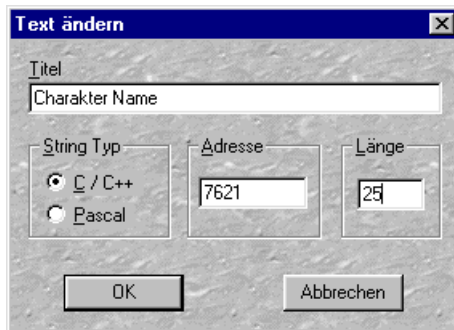 Text ändern
Titel
Charakter Name
String Typ
Adresse
Länge
C / C++
7621
25
Pascal
OK
Abbrechen